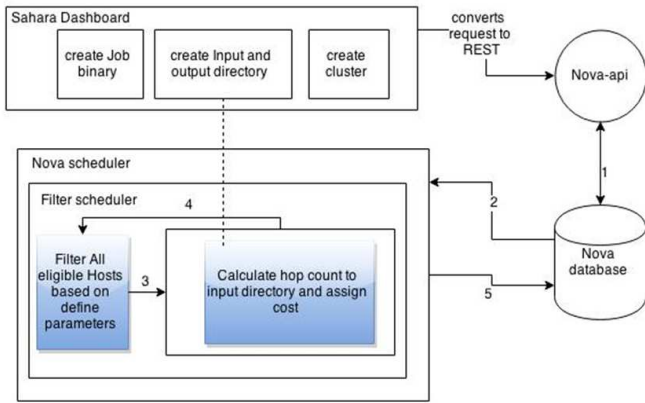 Sahara Dashboard
create Job
binary
create Input and
output directory
create
cluster
converts
request to
REST
Nova-api
1
Nova scheduler
Filter scheduler
4
2
Filter All
eligible Hosts
based on
define
parameters
3
Calculate hop count to
input directory and assign
cost
Nova
database
5